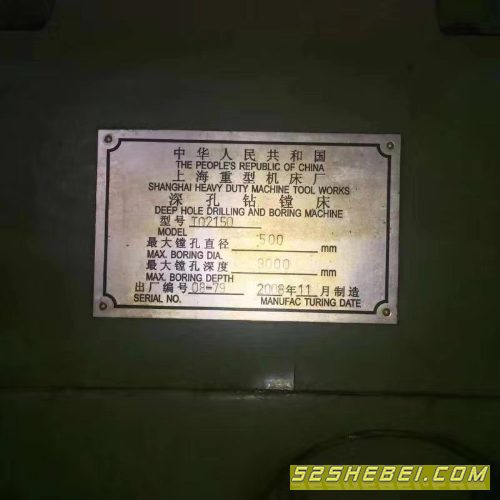 中华人民共和国
THE PEOPLE'S REPUBLIC OF CHINA
上海重型机床厂
SHANGHAI HEAVY DUTY MACHINE TOOL WORKS
深孔钻镗床
DEEP HOLE DRILLING AND BORING MACHINE
型号 TQ2150
MODEL
最大镗孔直径 500 mm
MAX. BORING DIA.
最大镗孔深度 8000 mm
MAX. BORING DEPTH
出厂编号 08-79 2008年11月制造
SERIAL NO. MANUFAC TURING DATE
52SHEBEI.COM